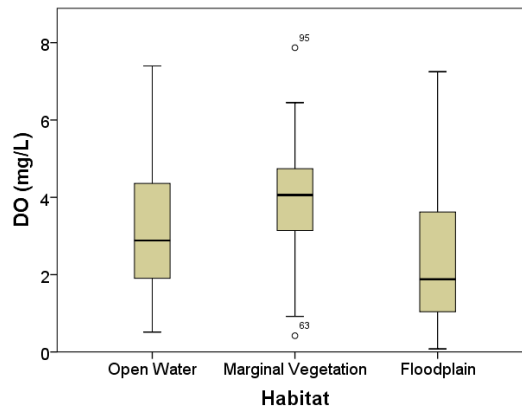 DO (mg/L)
8
6
4
2
0
95
63
Open Water
Marginal Vegetation
Floodplain
Habitat